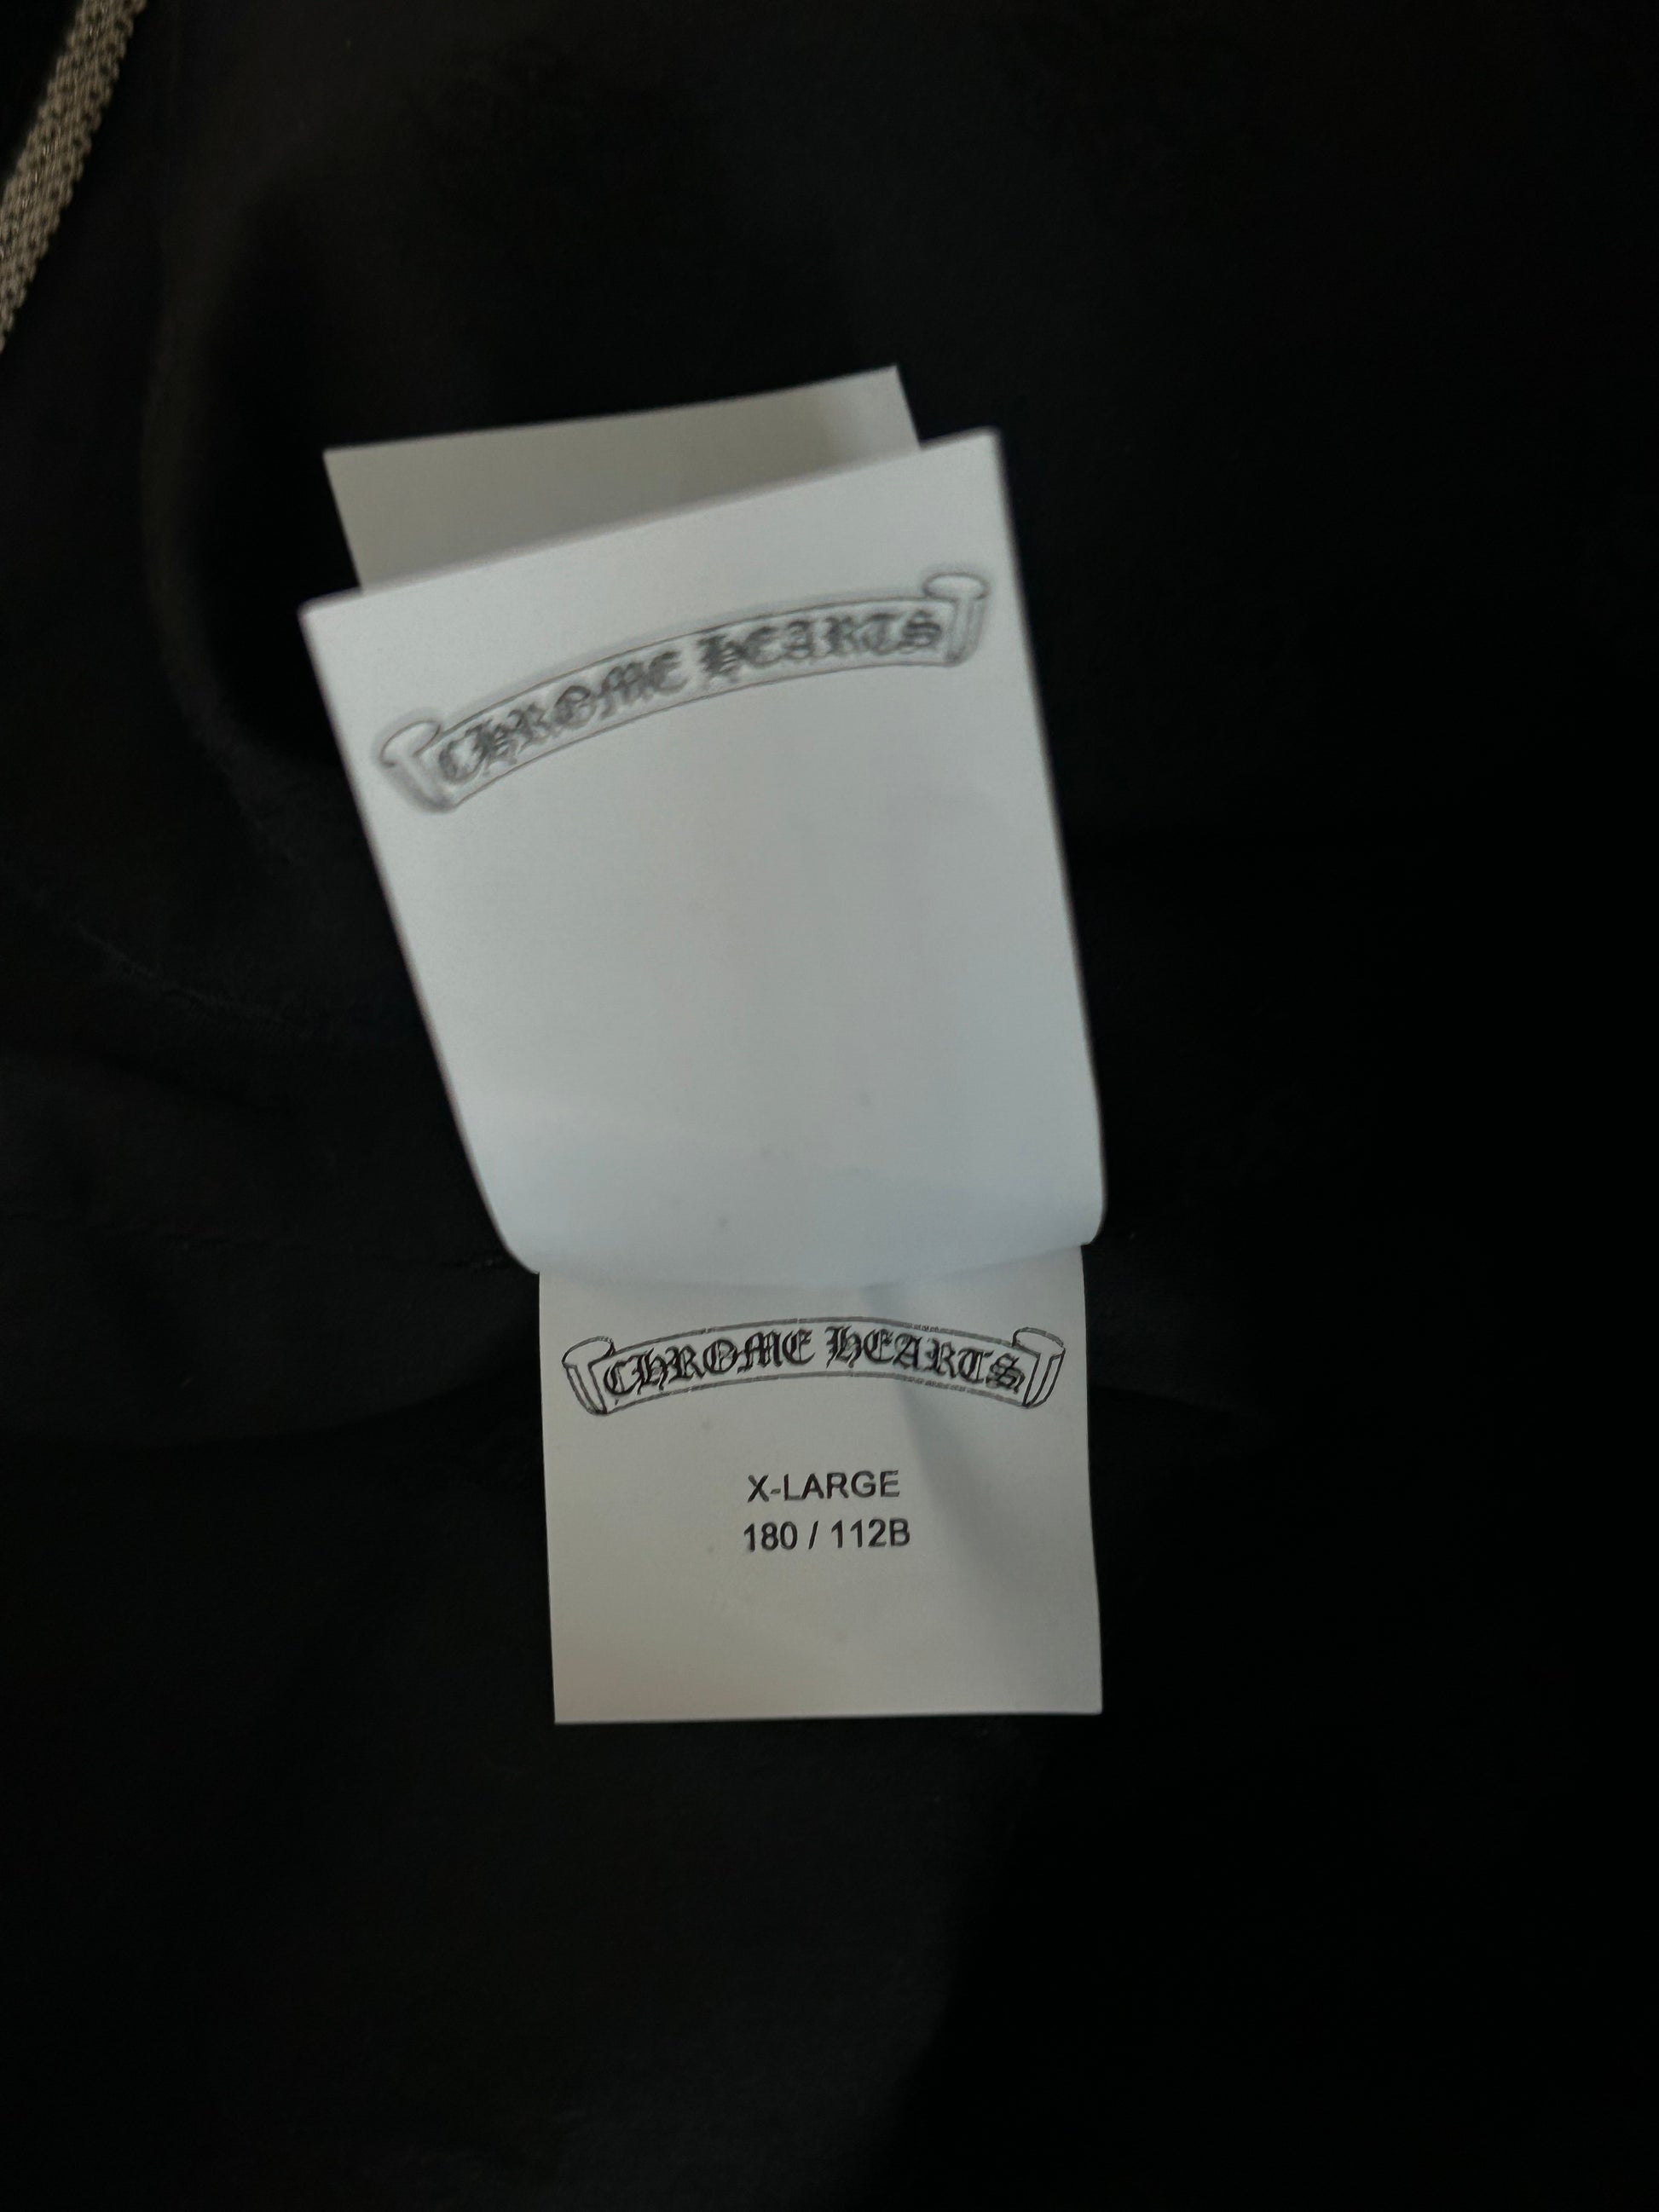 CHROME HEARTS
CHROME HEARTS
X-LARGE
180 / 112B